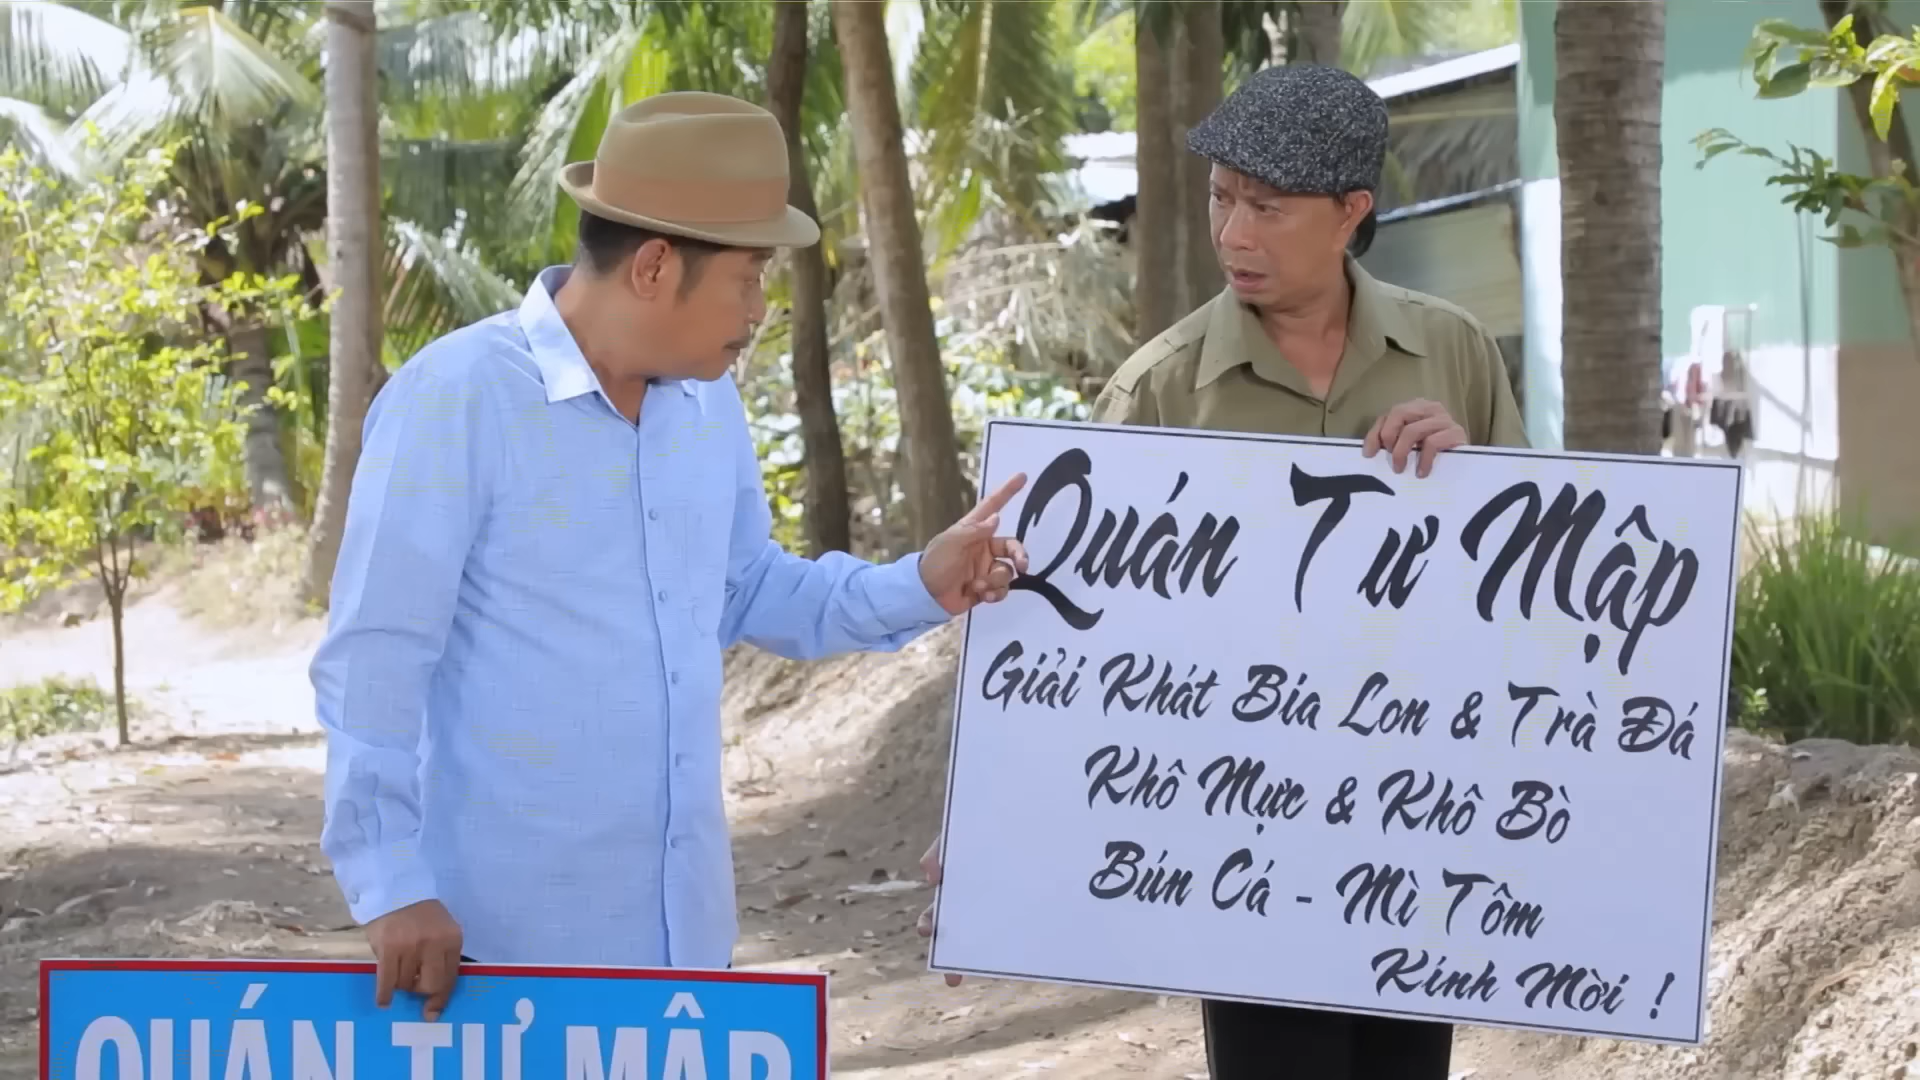 Quán Tư Mập
Giải Khát Bia Lon & Trà Đá
Khô Mực & Khô Bò
Bún Cá - Mì Tôm
Kính Mời !
QUÁN TƯ MẬP